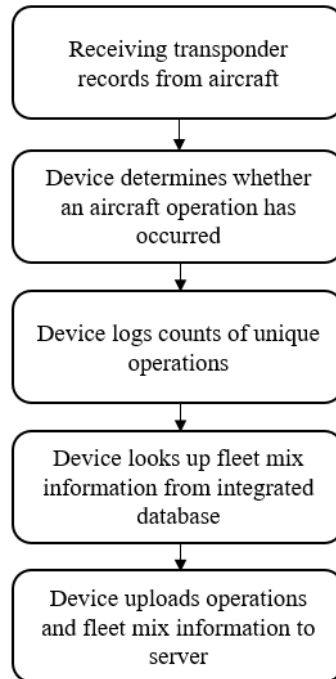 Receiving transponder
records from aircraft
Device determines whether
an aircraft operation has
occurred
Device logs counts of unique
operations
Device looks up fleet mix
information from integrated
database
Device uploads operations
and fleet mix information to
server